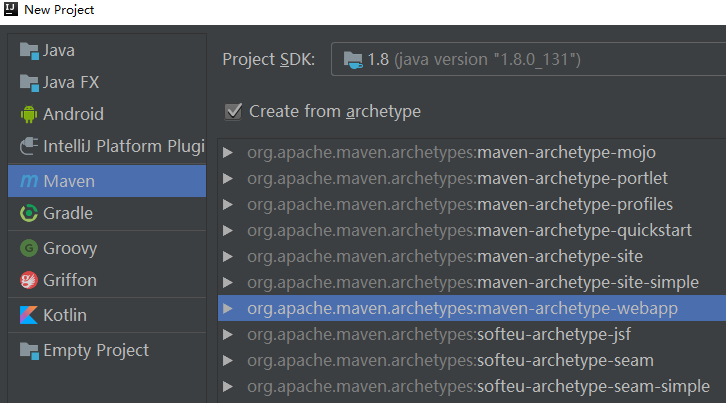 New Project
Java
Java FX
Android
IntelliJ Platform Plugi
Maven
Gradle
Groovy
Griffon
Kotlin
Empty Project
Project SDK: 1.8 (java version "1.8.0_131")
Create from archetype
org.apache.maven.archetypes:maven-archetype-mojo
org.apache.maven.archetypes:maven-archetype-portlet
org.apache.maven.archetypes:maven-archetype-profiles
org.apache.maven.archetypes:maven-archetype-quickstart
org.apache.maven.archetypes:maven-archetype-site
org.apache.maven.archetypes:maven-archetype-site-simple
org.apache.maven.archetypes:maven-archetype-webapp
org.apache.maven.archetypes:softeu-archetype-jsf
org.apache.maven.archetypes:softeu-archetype-seam
org.apache.maven.archetypes:softeu-archetype-seam-simple